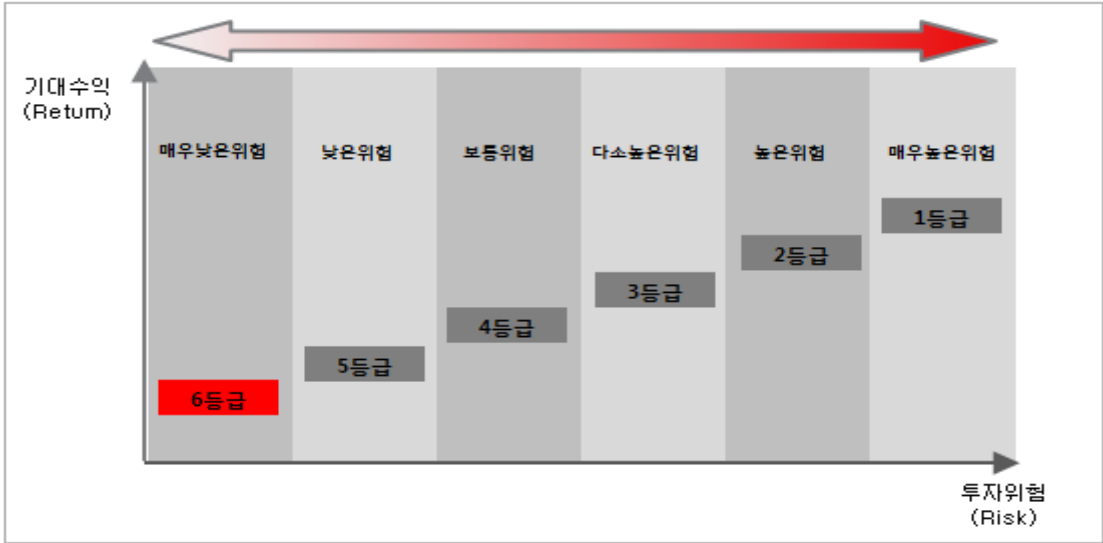 기대수익
(Return)
매우낮은위험 낮은위험 보통위험 다소높은위험 높은위험 매우높은위험
1등급
2등급
3등급
4등급
5등급
6등급
투자위험
(Risk)